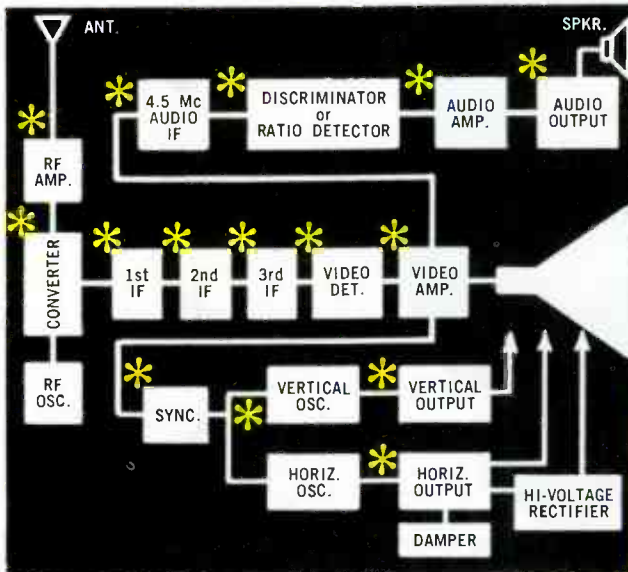 ANT.
SPKR.
4.5 Mc
AUDIO
IF
DISCRIMINATOR
or
RATIO DETECTOR
AUDIO
AMP.
AUDIO
OUTPUT
RF
AMP.
CONVERTER
1st
IF
2nd
IF
3rd
IF
VIDEO
DET.
VIDEO
AMP.
RF
OSC.
SYNC.
VERTICAL
OSC.
VERTICAL
OUTPUT
HORIZ.
OSC.
HORIZ.
OUTPUT
HI-VOLTAGE
RECTIFIER
DAMPER